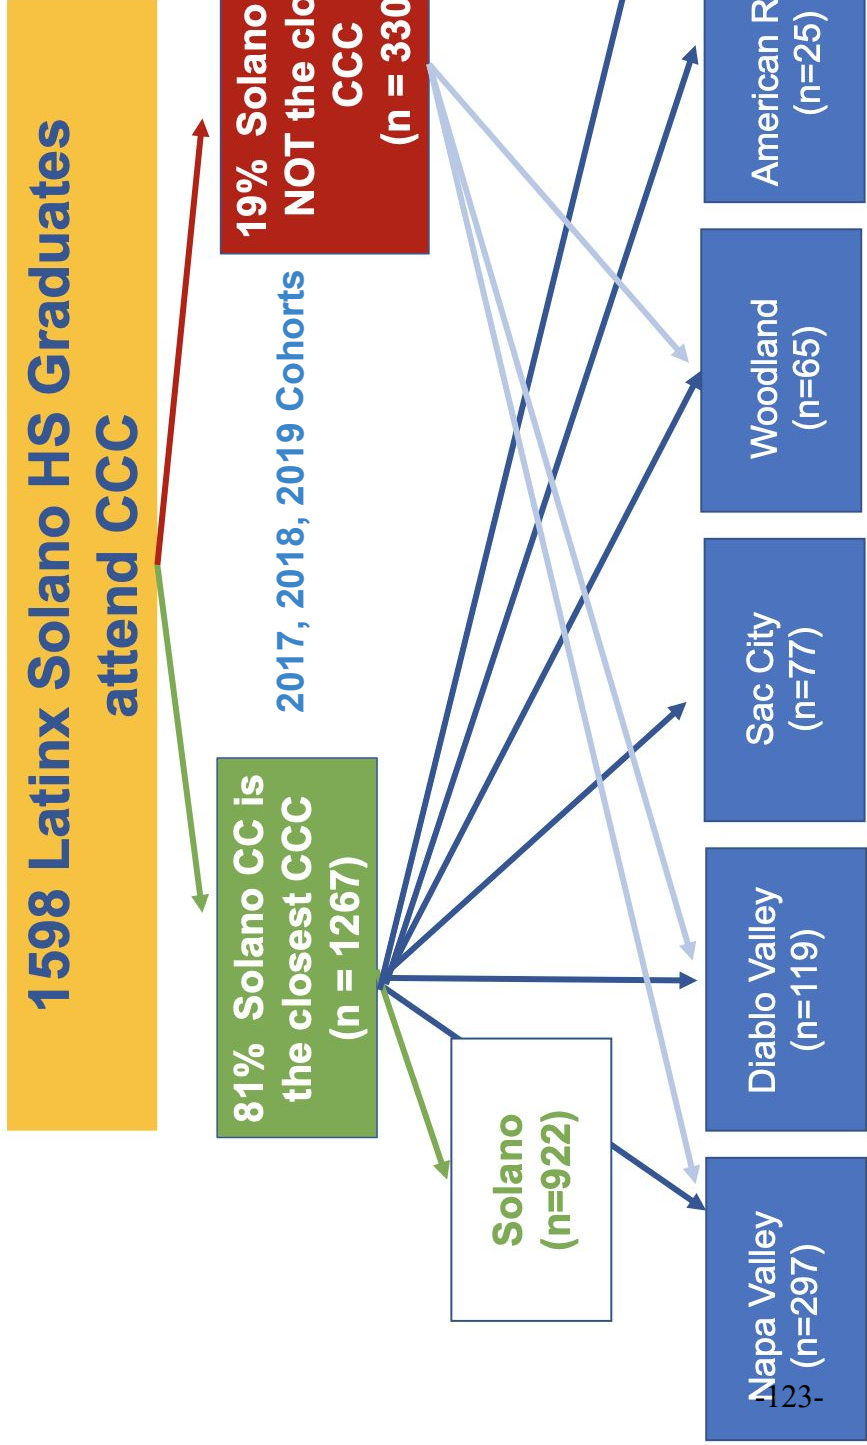 1598 Latinx Solano HS Graduates
attend CCC
81% Solano CC is
the closest CCC
(n = 1267)
2017, 2018, 2019 Cohorts
19% Solano
NOT the clo
CCC
(n = 330
Solano
(n=922)
Napa Valley
(n=297)
Diablo Valley
(n=119)
Sac City
(n=77)
Woodland
(n=65)
American R
(n=25)
-123-